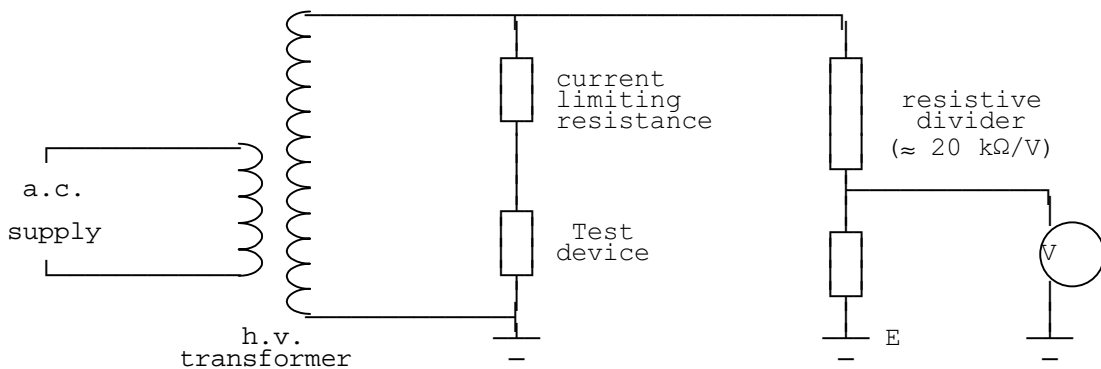 current
limiting
resistance
resistive
divider
(≈ 20 kΩ/V)
a.c.
supply
Test
device
V
h.v.
transformer
E